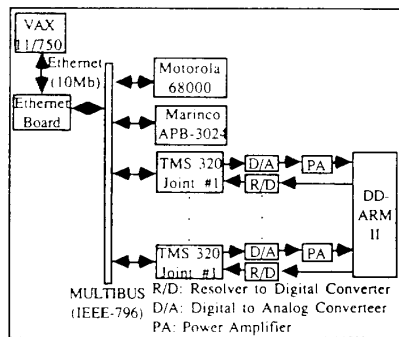 VAX
11/750
Ethernet
(10Mb)
Ethernet
Board
Motorola
68000
Marinco
APB-3024
TMS 320
Joint #1
D/A
PA
R/D
DD-
ARM
II
TMS 320
Joint #1
D/A
PA
R/D
MULTIBUS
(IEEE-796)
R/D: Resolver to Digital Converter
D/A: Digital to Analog Converteer
PA: Power Amplifier